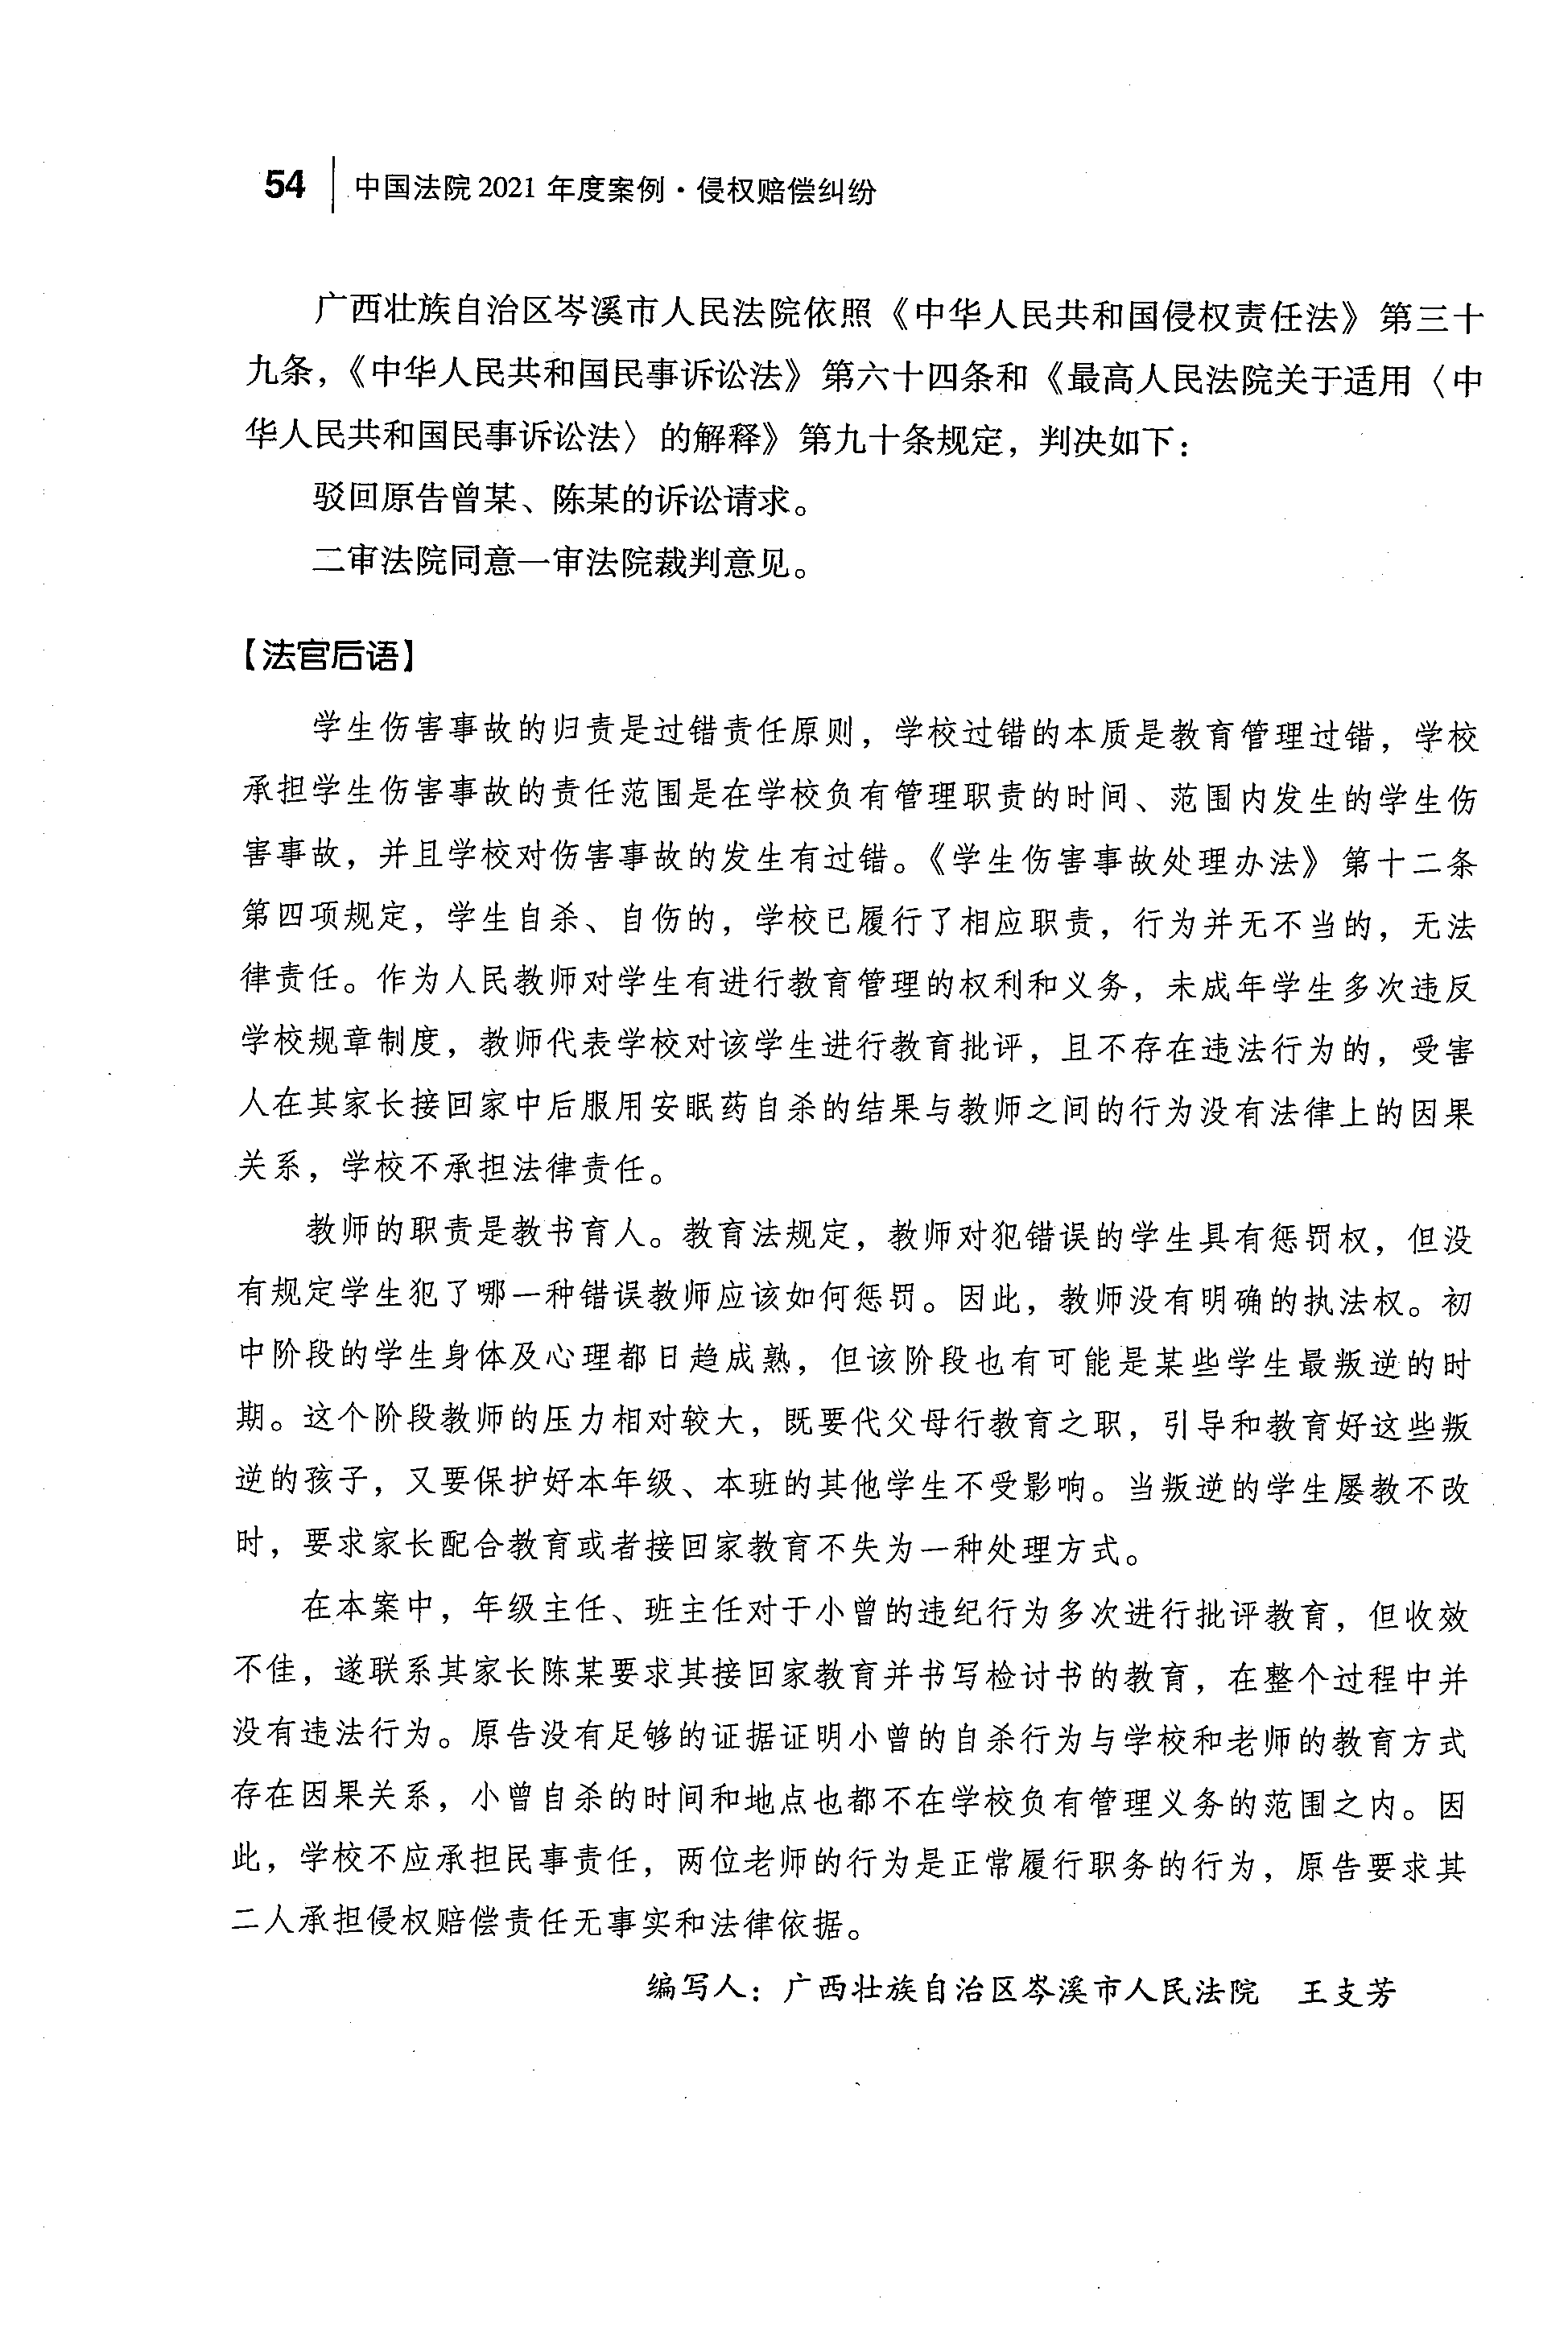 54 中国法院2021年度案例·侵权赔偿纠纷
广西壮族自治区岑溪市人民法院依照《中华人民共和国侵权责任法》第三十
九条，《中华人民共和国民事诉讼法》第六十四条和《最高人民法院关于适用〈中
华人民共和国民事诉讼法〉的解释》第九十条规定，判决如下：
驳回原告曾某、陈某的诉讼请求。
二审法院同意一审法院裁判意见。
【法官后语】
学生伤害事故的归责是过错责任原则，学校过错的本质是教育管理过错，学校
承担学生伤害事故的责任范围是在学校负有管理职责的时间、范围内发生的学生伤
害事故，并且学校对伤害事故的发生有过错。《学生伤害事故处理办法》第十二条
第四项规定，学生自杀、自伤的，学校已履行了相应职责，行为并无不当的，无法
律责任。作为人民教师对学生有进行教育管理的权利和义务，未成年学生多次违反
学校规章制度，教师代表学校对该学生进行教育批评，且不存在违法行为的，受害
人在其家长接回家中后服用安眠药自杀的结果与教师之间的行为没有法律上的因果
关系，学校不承担法律责任。
教师的职责是教书育人。教育法规定，教师对犯错误的学生具有惩罚权，但没
有规定学生犯了哪一种错误教师应该如何惩罚。因此，教师没有明确的执法权。初
中阶段的学生身体及心理都日趋成熟，但该阶段也有可能是某些学生最叛逆的时
期。这个阶段教师的压力相对较大，既要代父母行教育之职，引导和教育好这些叛
逆的孩子，又要保护好本年级、本班的其他学生不受影响。当叛逆的学生屡教不改
时，要求家长配合教育或者接回家教育不失为一种处理方式。
在本案中，年级主任、班主任对于小曾的违纪行为多次进行批评教育，但收效
不佳，遂联系其家长陈某要求其接回家教育并书写检讨书的教育，在整个过程中并
没有违法行为。原告没有足够的证据证明小曾的自杀行为与学校和老师的教育方式
存在因果关系，小曾自杀的时间和地点也都不在学校负有管理义务的范围之内。因
此，学校不应承担民事责任，两位老师的行为是正常履行职务的行为，原告要求其
二人承担侵权赔偿责任无事实和法律依据。
编写人：广西壮族自治区岑溪市人民法院 王支芳